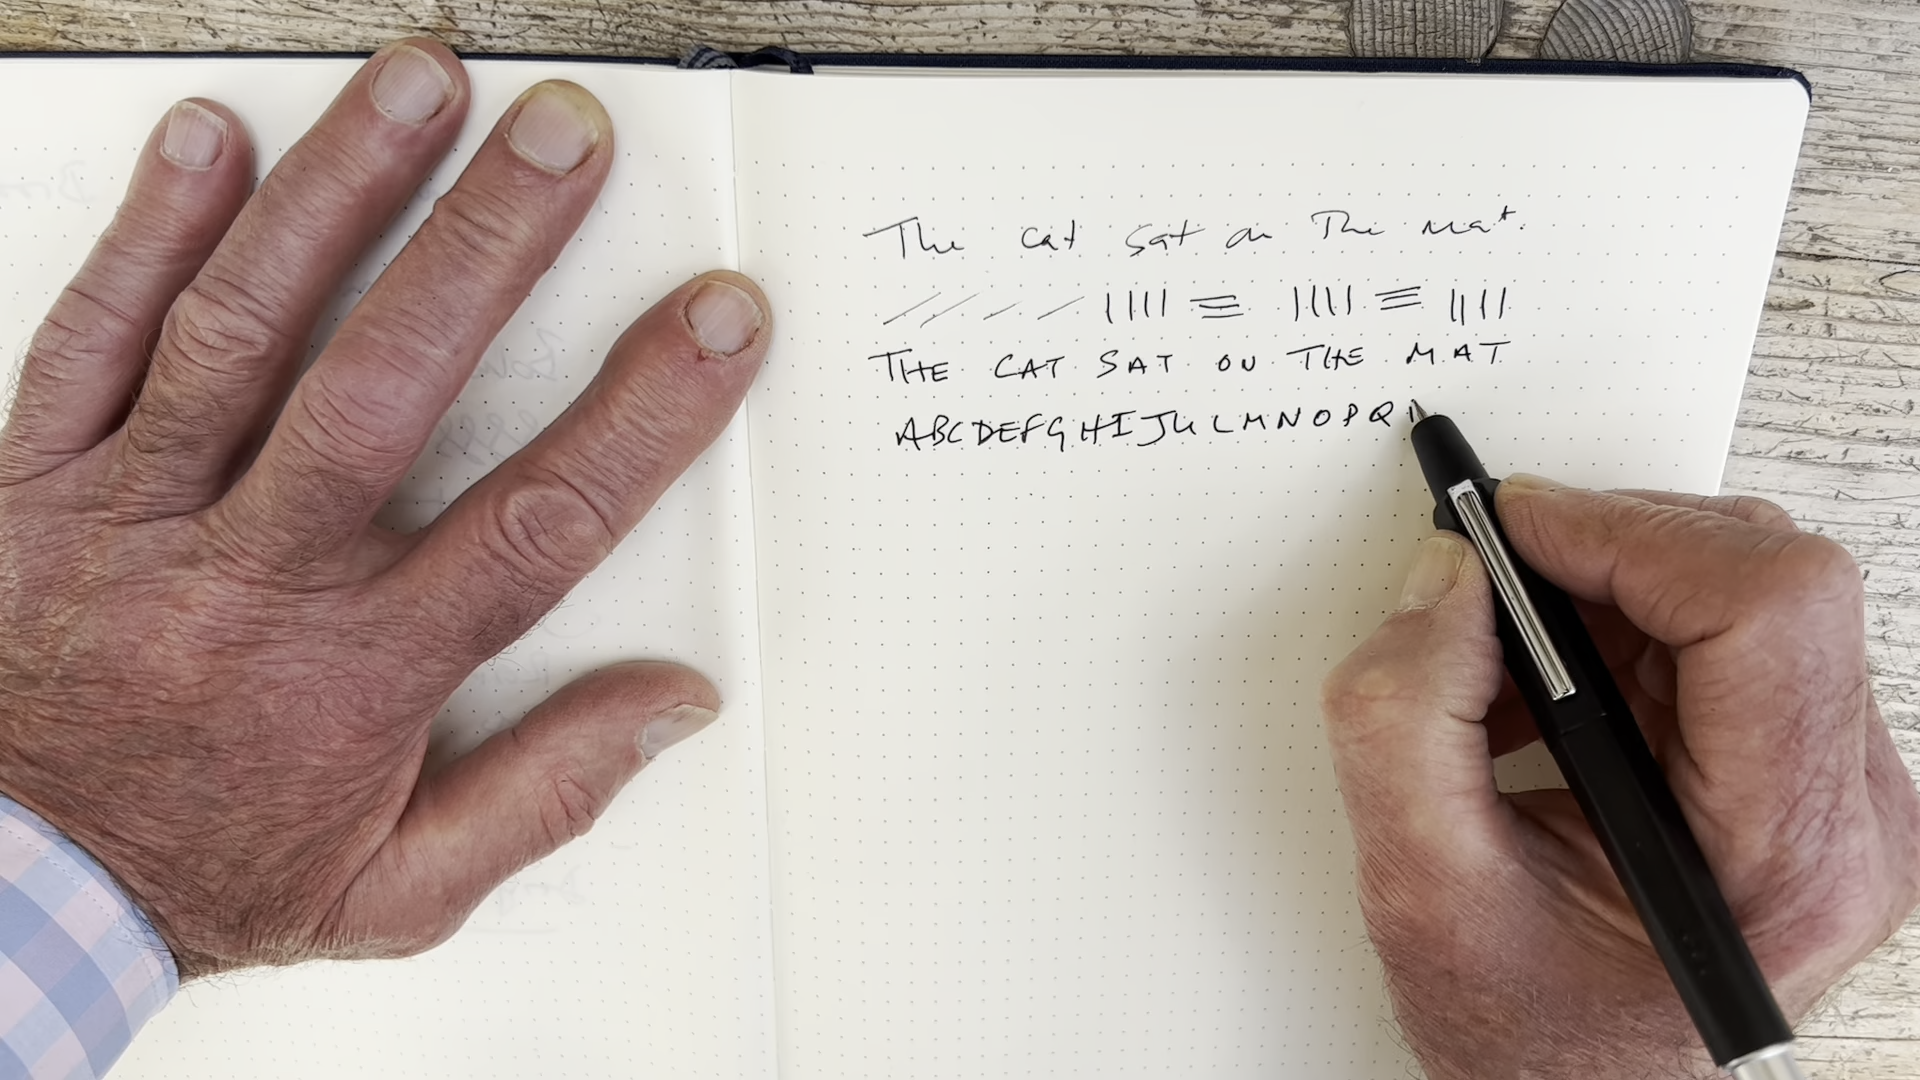 The cat sat on The mat.
THE CAT SAT ON THE MAT
ABCDEFGHIJKLMNOPQ